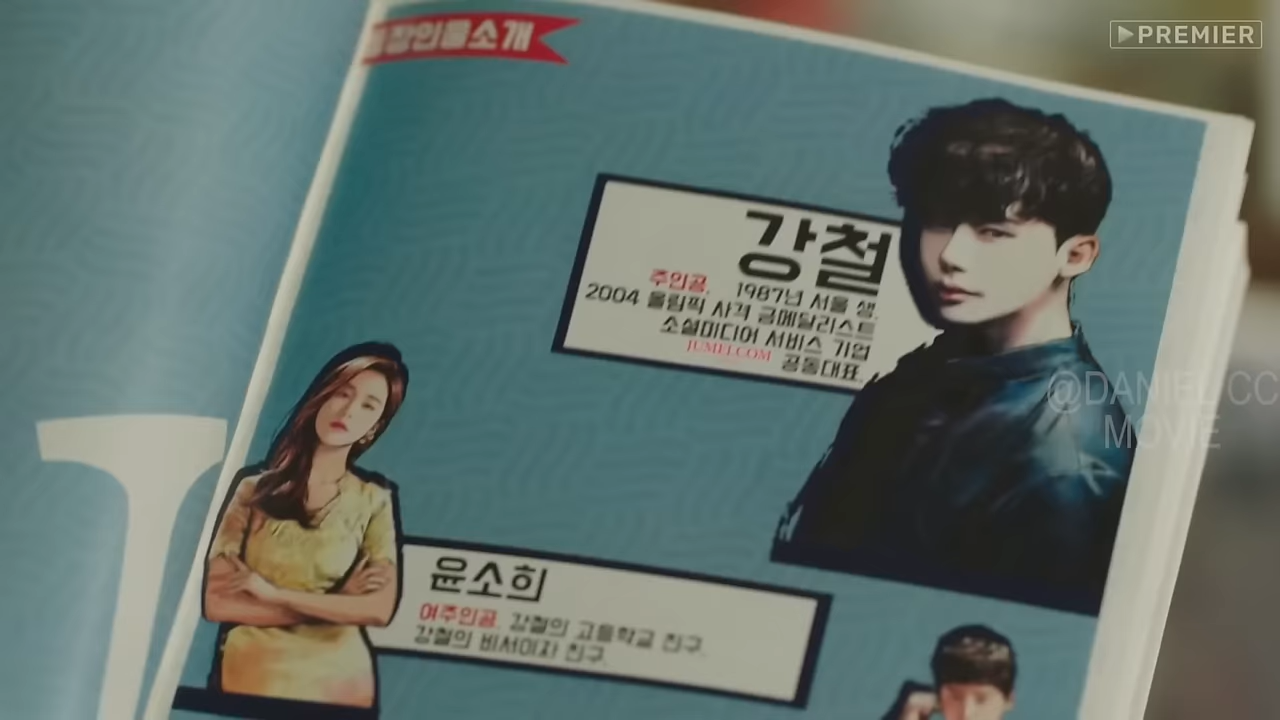 PREMIER
등장인물소개
강철
주인공. 1987년 서울 생.
2004 올림픽 사격 금메달리스트
소셜미디어 서비스 기업
JUMEI.COM 공동대표.
@DANIEL CC
MOVIE
윤소희
여주인공. 강철의 고등학교 친구.
강철의 비서이자 친구.